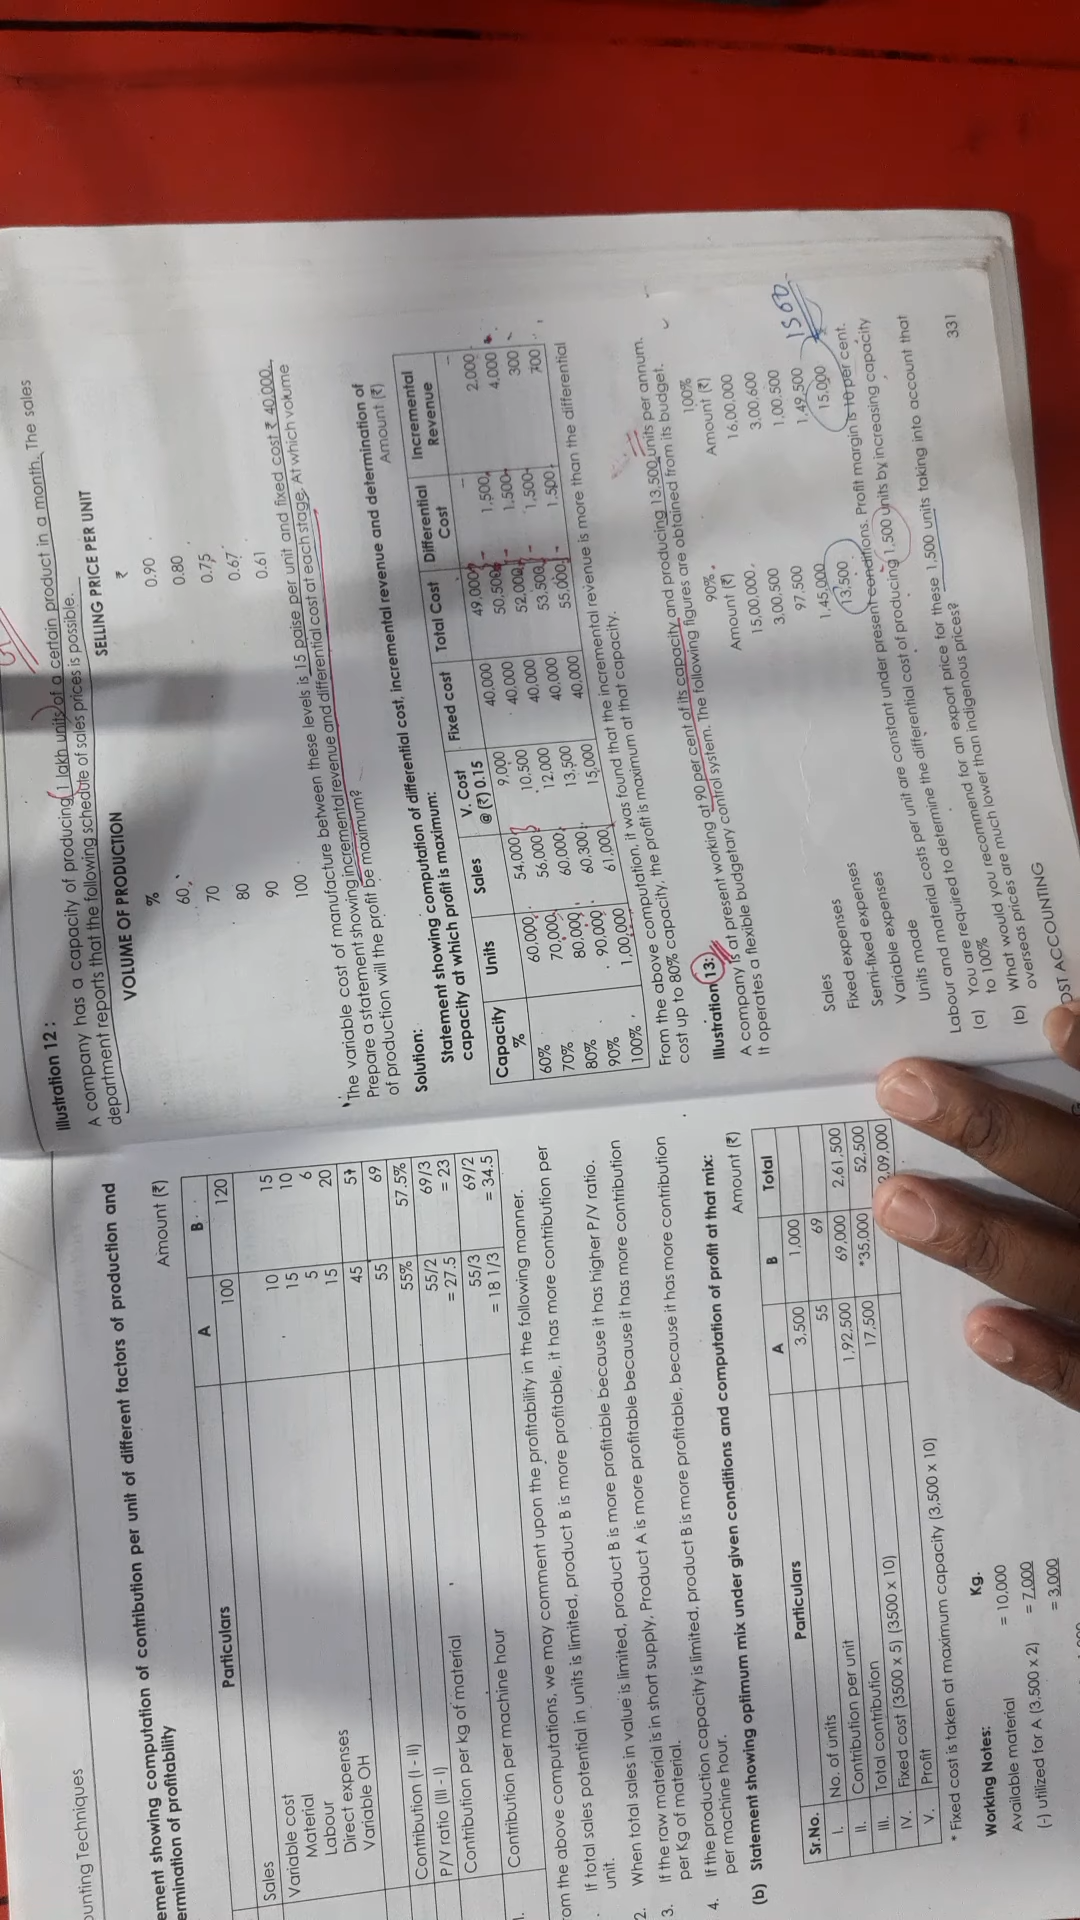 unting Techniques
ement showing computation of contribution per unit of different factors of production and
ermination of profitability
Amount (₹)
Particulars A B
100 120
Sales
Variable cost
Material 10 15
Labour 15 10
Direct expenses 5 6
Variable OH 15 20
45 51
Contribution (I - II) 55 69
P/V ratio (III - I) 55% 57.5%
Contribution per kg of material 55/2 69/3
= 27.5 = 23
Contribution per machine hour 55/3 69/2
= 18 1/3 = 34.5
om the above computations, we may comment upon the profitability in the following manner.
If total sales potential in units is limited, product B is more profitable, it has more contribution per
unit.
2. When total sales in value is limited, product B is more profitable because it has higher P/V ratio.
3. If the raw material is in short supply, Product A is more profitable because it has more contribution
per Kg of material.
4. If the production capacity is limited, product B is more profitable, because it has more contribution
per machine hour.
(b) Statement showing optimum mix under given conditions and computation of profit at that mix:
Amount (₹)
Sr.No. Particulars A B Total
I. No. of units 3,500 1,000
II. Contribution per unit 55 69
III. Total contribution 1,92,500 69,000 2,61,500
IV. Fixed cost (3500 x 5) (3500 x 10) 17,500 *35,000 52,500
V. Profit 2,09,000
* Fixed cost is taken at maximum capacity (3,500 x 10)
Working Notes:
Kg.
Available material = 10,000
(-) utilized for A (3,500 x 2) = 7,000
= 3,000
Illustration 12 :
A company has a capacity of producing 1 lakh units of a certain product in a month. The sales
department reports that the following schedule of sales prices is possible.
VOLUME OF PRODUCTION SELLING PRICE PER UNIT
% ₹
60 0.90
70 0.80
80 0.75
90 0.67
100 0.61
The variable cost of manufacture between these levels is 15 paise per unit and fixed cost ₹ 40,000.
Prepare a statement showing incremental revenue and differential cost at each stage. At which volume
of production will the profit be maximum?
Solution:
Statement showing computation of differential cost, incremental revenue and determination of
capacity at which profit is maximum:
Amount (₹)
Capacity % Units Sales V. Cost @ (₹) 0.15 Fixed cost Total Cost Differential Cost Incremental Revenue
60% 60,000 54,000 9,000 40,000 49,000 – –
70% 70,000 56,000 10,500 40,000 50,500 1,500 2,000
80% 80,000 60,000 12,000 40,000 52,000 1,500 4,000
90% 90,000 60,300 13,500 40,000 53,500 1,500 300
100% 1,00,000 61,000 15,000 40,000 55,000 1,500 700
From the above computation, it was found that the incremental revenue is more than the differential
cost up to 80% capacity, the profit is maximum at that capacity.
Illustration 13:
A company is at present working at 90 per cent of its capacity and producing 13,500 units per annum.
It operates a flexible budgetary control system. The following figures are obtained from its budget.
90% 100%
Amount (₹) Amount (₹)
Sales 15,00,000 16,00,000
Fixed expenses 3,00,500 3,00,600
Semi-fixed expenses 97,500 1,00,500
Variable expenses 1,45,000 1,49,500
Units made 13,500 15,000
1500
Labour and material costs per unit are constant under present conditions. Profit margin is 10 per cent.
(a) You are required to determine the differential cost of producing 1,500 units by increasing capacity
to 100%
(b) What would you recommend for an export price for these 1,500 units taking into account that
overseas prices are much lower than indigenous prices?
OST ACCOUNTING 331